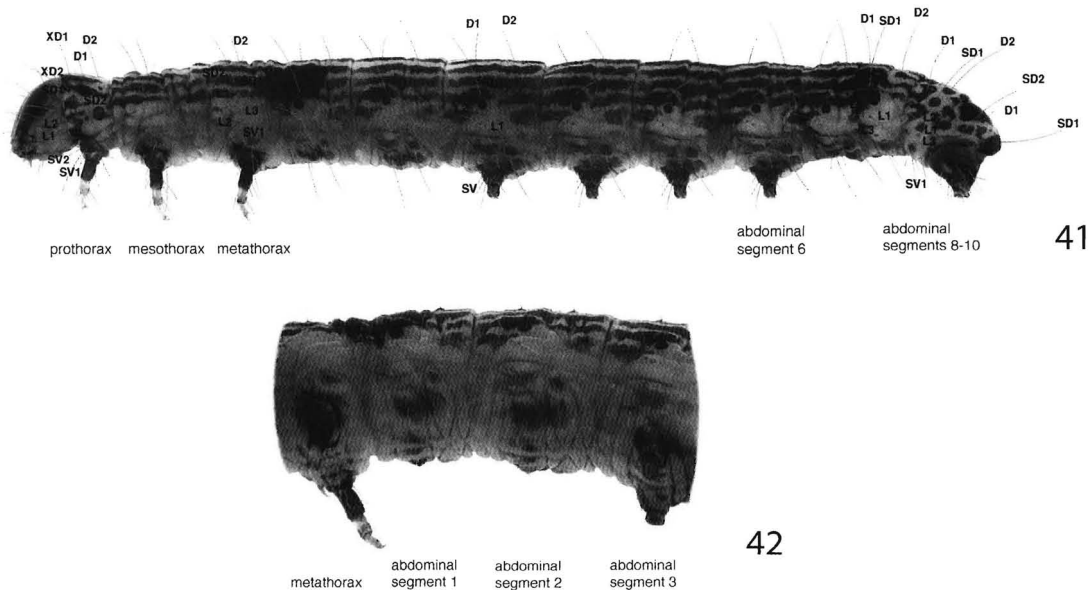 XD1
D2
D1
XD2
SD2
L2
L1
SV2
SV1
D2
SD2
L3
L2
SV1
D1
D2
L1
SV
D1
SD1
D2
D1
SD1
D2
SD2
D1
SD1
L1
L3
L1
SV1
prothorax
mesothorax
metathorax
abdominal
segment 6
abdominal
segments 8-10
41
42
metathorax
abdominal
segment 1
abdominal
segment 2
abdominal
segment 3